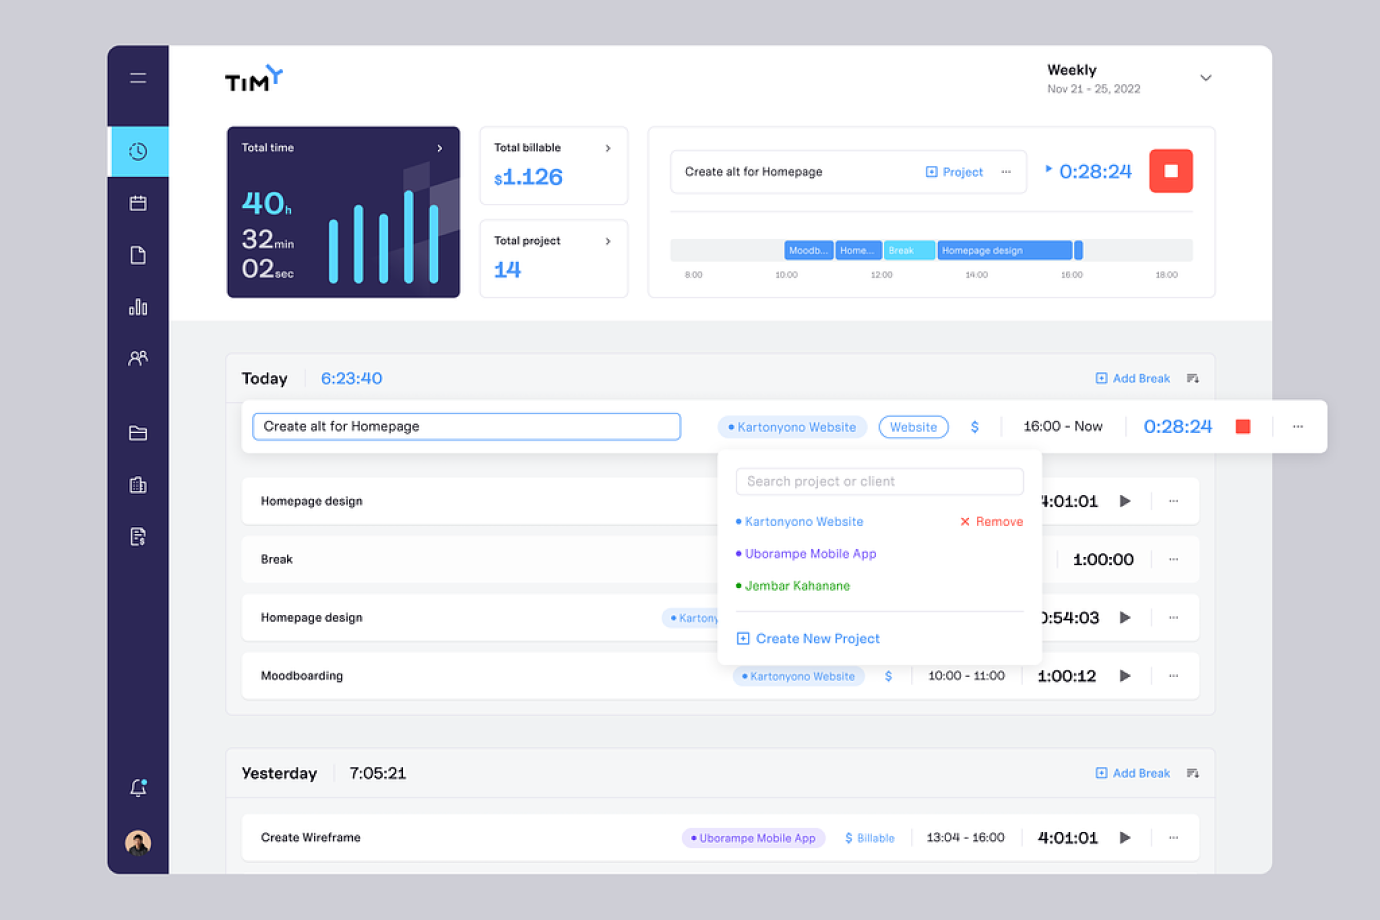 TIMY
Weekly
Nov 21 - 25, 2022
Total time
40h
32min
02sec
Total billable
$1.126
Total project
14
Create alt for Homepage
Project
0:28:24
Moodb...
Home...
Break
Homepage design
8:00
10:00
12:00
14:00
16:00
18:00
Today
6:23:40
Add Break
Create alt for Homepage
Kartonyono Website
Website
$
16:00 - Now
0:28:24
Search project or client
Kartonyono Website
Remove
Uborampe Mobile App
Jembar Kahanane
Create New Project
Homepage design
4:01:01
Break
1:00:00
Homepage design
Kartony
0:54:03
Moodboarding
Kartonyono Website
$
10:00 - 11:00
1:00:12
Yesterday
7:05:21
Add Break
Create Wireframe
Uborampe Mobile App
$ Billable
13:04 - 16:00
4:01:01